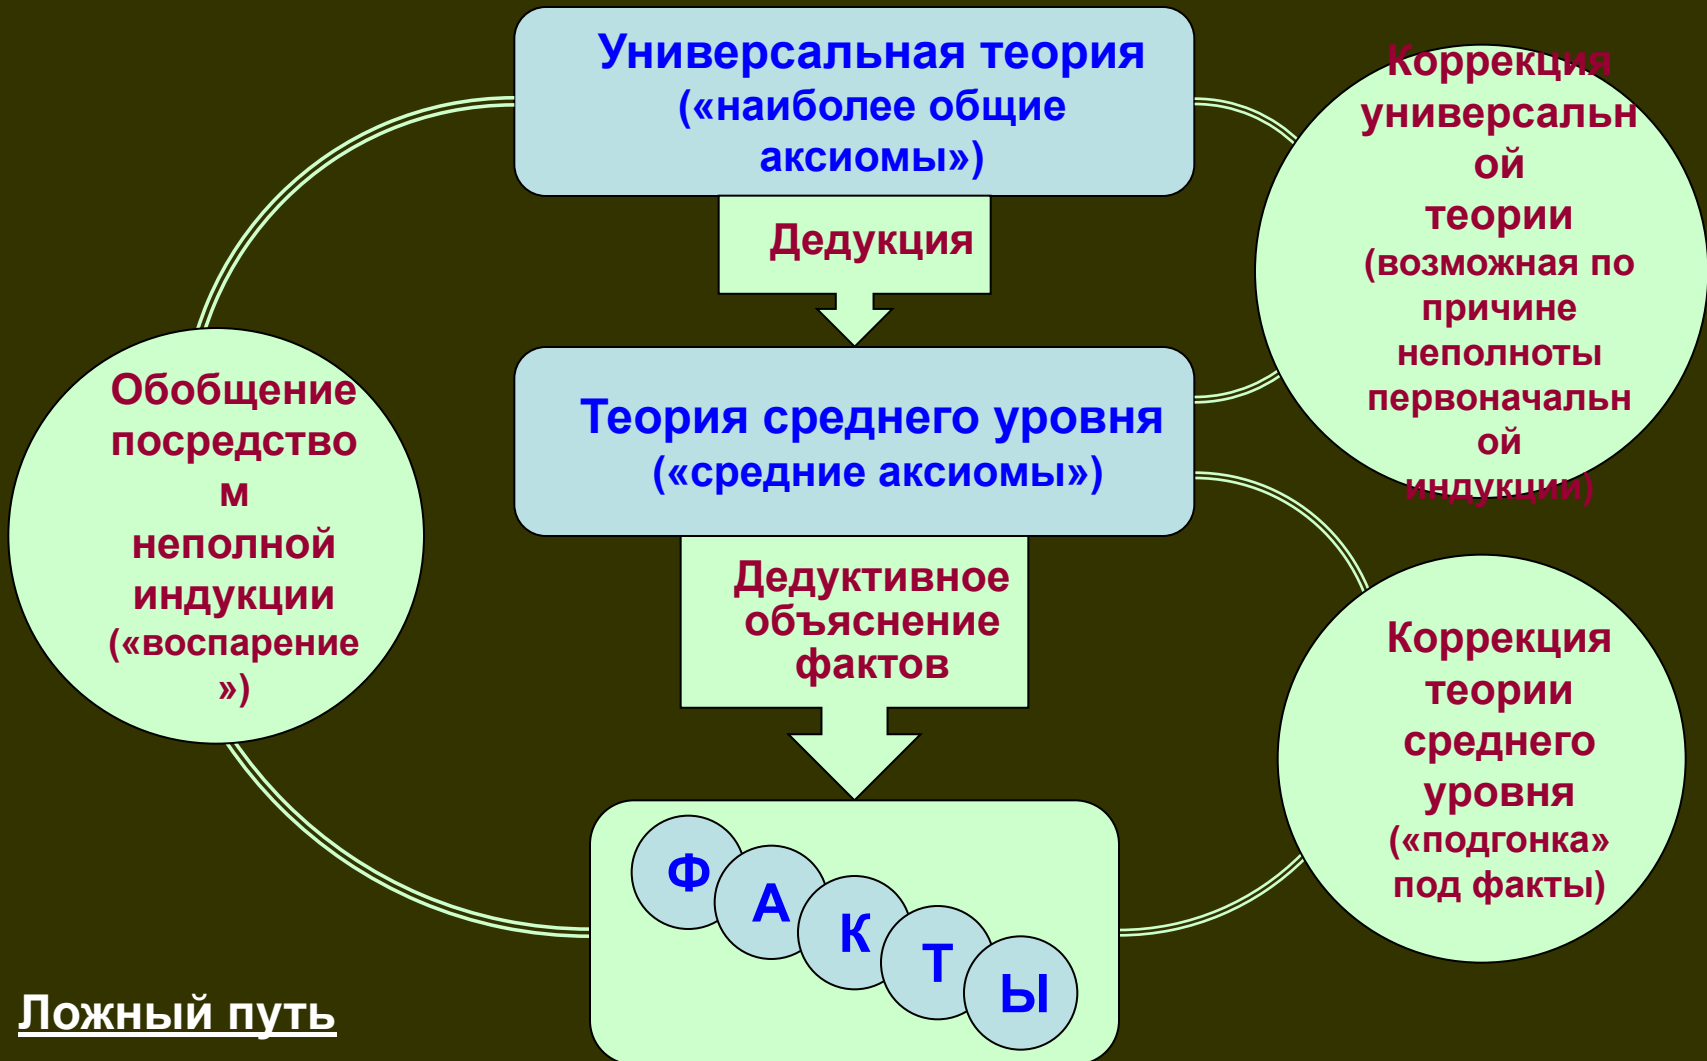 Универсальная теория
(«наиболее общие
аксиомы»)
Дедукция
Теория среднего уровня
(«средние аксиомы»)
Дедуктивное
объяснение
фактов
Ф
А
К
Т
Ы
Обобщение
посредство
м
неполной
индукции
(«воспарение
»)
Коррекция
универсальн
ой
теории
(возможная по
причине
неполноты
первоначальн
ой
индукции)
Коррекция
теории
среднего
уровня
(«подгонка»
под факты)
Ложный путь